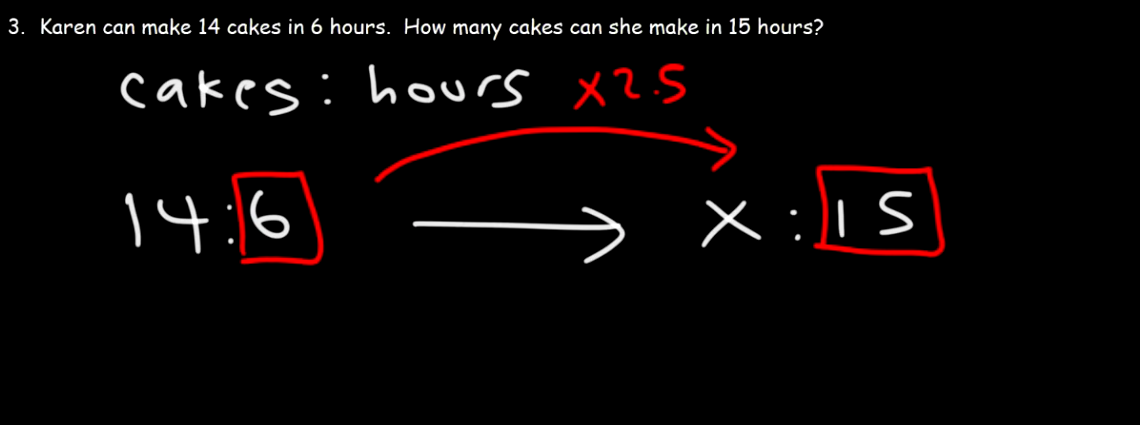 3. Karen can make 14 cakes in 6 hours. How many cakes can she make in 15 hours?
cakes : hours x2.5
14:6 → x : 15